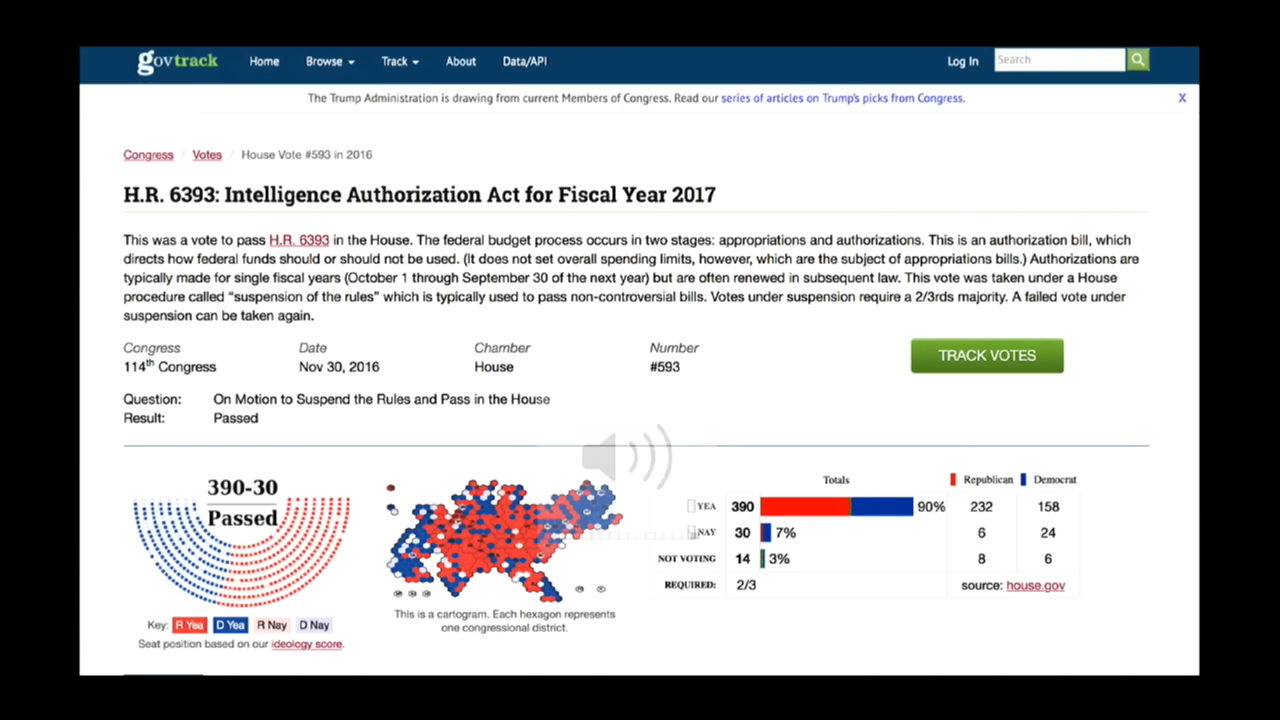 govtrack Home Browse Track About Data/API Log In Search
The Trump Administration is drawing from current Members of Congress. Read our series of articles on Trump's picks from Congress. X
Congress / Votes / House Vote #593 in 2016
H.R. 6393: Intelligence Authorization Act for Fiscal Year 2017
This was a vote to pass H.R. 6393 in the House. The federal budget process occurs in two stages: appropriations and authorizations. This is an authorization bill, which
directs how federal funds should or should not be used. (It does not set overall spending limits, however, which are the subject of appropriations bills.) Authorizations are
typically made for single fiscal years (October 1 through September 30 of the next year) but are often renewed in subsequent law. This vote was taken under a House
procedure called “suspension of the rules” which is typically used to pass non-controversial bills. Votes under suspension require a 2/3rds majority. A failed vote under
suspension can be taken again.
Congress Date Chamber Number
114th Congress Nov 30, 2016 House #593
TRACK VOTES
Question: On Motion to Suspend the Rules and Pass in the House
Result: Passed
390-30
Passed
Key: R Yea D Yea R Nay D Nay
Seat position based on our ideology score.
This is a cartogram. Each hexagon represents
one congressional district.
Totals Republican Democrat
YEA 390 90% 232 158
NAY 30 7% 6 24
NOT VOTING 14 3% 8 6
REQUIRED: 2/3 source: house.gov